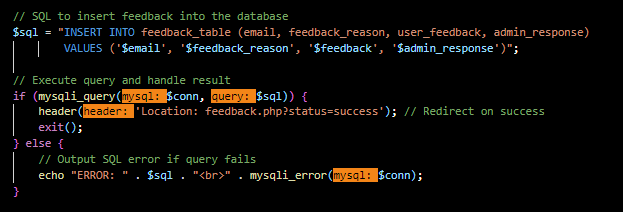 // SQL to insert feedback into the database
$sql = "INSERT INTO feedback_table (email, feedback_reason, user_feedback, admin_response)
VALUES ('$email', '$feedback_reason', '$feedback', '$admin_response')";
// Execute query and handle result
if (mysqli_query(mysql: $conn, query: $sql)) {
header(header: 'Location: feedback.php?status=success'); // Redirect on success
exit();
} else {
// Output SQL error if query fails
echo "ERROR: " . $sql . "<br>" . mysqli_error(mysql: $conn);
}